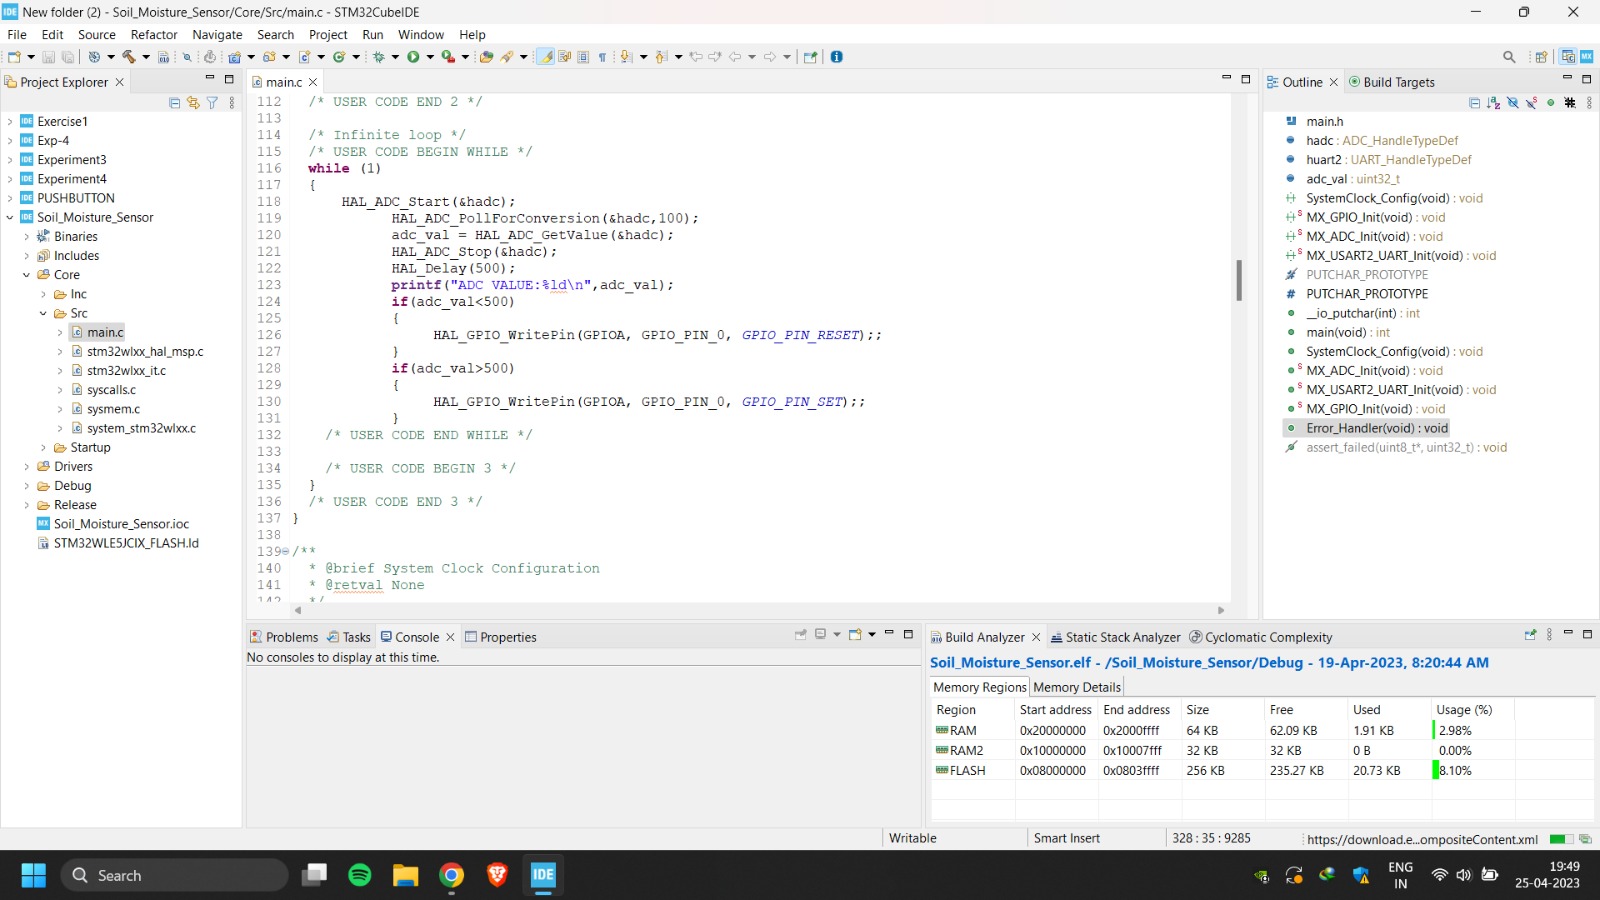 New folder (2) - Soil_Moisture_Sensor/Core/Src/main.c - STM32CubeIDE
File Edit Source Refactor Navigate Search Project Run Window Help
Project Explorer
Exercise1
Exp-4
Experiment3
Experiment4
PUSHBUTTON
Soil_Moisture_Sensor
Binaries
Includes
Core
Inc
Src
main.c
stm32wlxx_hal_msp.c
stm32wlxx_it.c
syscalls.c
sysmem.c
system_stm32wlxx.c
Startup
Drivers
Debug
Release
Soil_Moisture_Sensor.ioc
STM32WLE5JCIX_FLASH.ld
main.c
112 /* USER CODE END 2 */
113
114 /* Infinite loop */
115 /* USER CODE BEGIN WHILE */
116 while (1)
117 {
118 HAL_ADC_Start(&hadc);
119 HAL_ADC_PollForConversion(&hadc,100);
120 adc_val = HAL_ADC_GetValue(&hadc);
121 HAL_ADC_Stop(&hadc);
122 HAL_Delay(500);
123 printf("ADC VALUE:%ld\n",adc_val);
124 if(adc_val<500)
125 {
126 HAL_GPIO_WritePin(GPIOA, GPIO_PIN_0, GPIO_PIN_RESET);;
127 }
128 if(adc_val>500)
129 {
130 HAL_GPIO_WritePin(GPIOA, GPIO_PIN_0, GPIO_PIN_SET);;
131 }
132 /* USER CODE END WHILE */
133
134 /* USER CODE BEGIN 3 */
135 }
136 /* USER CODE END 3 */
137 }
138
139 /**
140 * @brief System Clock Configuration
141 * @retval None
142 */
Outline Build Targets
main.h
hadc : ADC_HandleTypeDef
huart2 : UART_HandleTypeDef
adc_val : uint32_t
SystemClock_Config(void) : void
MX_GPIO_Init(void) : void
MX_ADC_Init(void) : void
MX_USART2_UART_Init(void) : void
PUTCHAR_PROTOTYPE
PUTCHAR_PROTOTYPE
__io_putchar(int) : int
main(void) : int
SystemClock_Config(void) : void
MX_ADC_Init(void) : void
MX_USART2_UART_Init(void) : void
MX_GPIO_Init(void) : void
Error_Handler(void) : void
assert_failed(uint8_t*, uint32_t) : void
Problems Tasks Console Properties
No consoles to display at this time.
Build Analyzer Static Stack Analyzer Cyclomatic Complexity
Soil_Moisture_Sensor.elf - /Soil_Moisture_Sensor/Debug - 19-Apr-2023, 8:20:44 AM
Memory Regions Memory Details
Region Start address End address Size Free Used Usage (%)
RAM 0x20000000 0x2000ffff 64 KB 62.09 KB 1.91 KB 2.98%
RAM2 0x10000000 0x10007fff 32 KB 32 KB 0 B 0.00%
FLASH 0x08000000 0x0803ffff 256 KB 235.27 KB 20.73 KB 8.10%
Writable Smart Insert 328 : 35 : 9285 https://download.e...ompositeContent.xml
Search
IDE
ENG
IN
19:49
25-04-2023